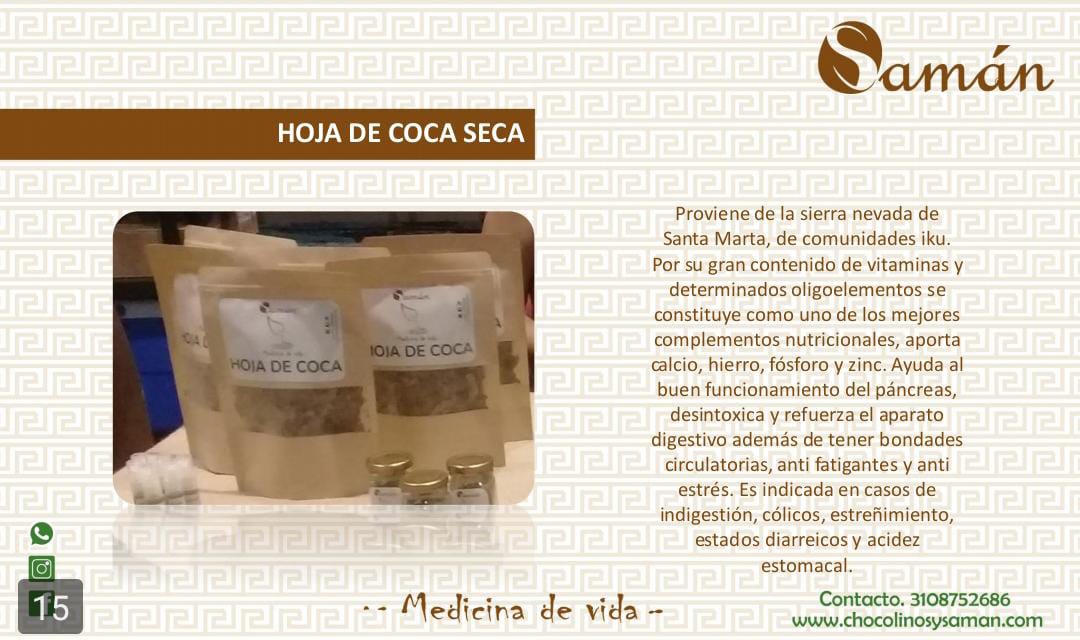 Samán
HOJA DE COCA SECA
Samán
Samán
Medicina de vida
HOJA DE COCA
HOJA DE COCA
Proviene de la sierra nevada de
Santa Marta, de comunidades iku.
Por su gran contenido de vitaminas y
determinados oligoelementos se
constituye como uno de los mejores
complementos nutricionales, aporta
calcio, hierro, fósforo y zinc. Ayuda al
buen funcionamiento del páncreas,
desintoxica y refuerza el aparato
digestivo además de tener bondades
circulatorias, anti fatigantes y anti
estrés. Es indicada en casos de
indigestión, cólicos, estreñimiento,
estados diarreicos y acidez
estomacal.
15
-- Medicina de vida -
Contacto. 3108752686
www.chocolinosysaman.com